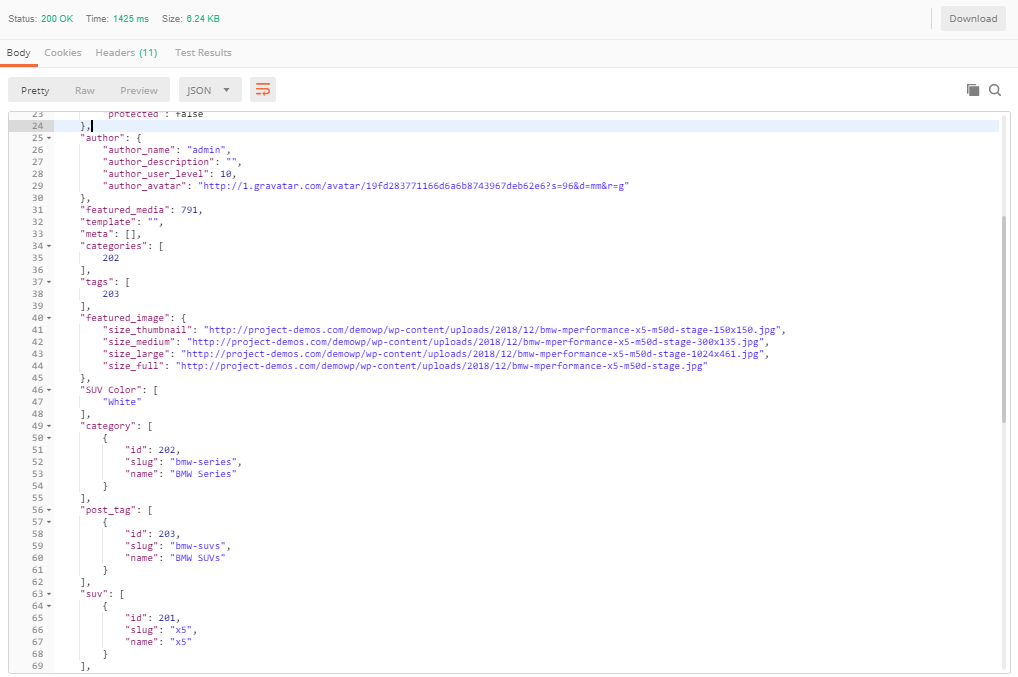 Status: 200 OK Time: 1425 ms Size: 6.24 KB Download
Body Cookies Headers (11) Test Results
Pretty Raw Preview JSON
23 "protected": false
24 },
25 "author": {
26 "author_name": "admin",
27 "author_description": "",
28 "author_user_level": 10,
29 "author_avatar": "http://1.gravatar.com/avatar/19fd283771166d6a6b8743967deb62e6?s=96&d=mm&r=g"
30 },
31 "featured_media": 791,
32 "template": "",
33 "meta": [],
34 "categories": [
35 202
36 ],
37 "tags": [
38 203
39 ],
40 "featured_image": {
41 "size_thumbnail": "http://project-demos.com/demowp/wp-content/uploads/2018/12/bmw-mperformance-x5-m50d-stage-150x150.jpg",
42 "size_medium": "http://project-demos.com/demowp/wp-content/uploads/2018/12/bmw-mperformance-x5-m50d-stage-300x135.jpg",
43 "size_large": "http://project-demos.com/demowp/wp-content/uploads/2018/12/bmw-mperformance-x5-m50d-stage-1024x461.jpg",
44 "size_full": "http://project-demos.com/demowp/wp-content/uploads/2018/12/bmw-mperformance-x5-m50d-stage.jpg"
45 },
46 "SUV Color": [
47 "White"
48 ],
49 "category": [
50 {
51 "id": 202,
52 "slug": "bmw-series",
53 "name": "BMW Series"
54 }
55 ],
56 "post_tag": [
57 {
58 "id": 203,
59 "slug": "bmw-suvs",
60 "name": "BMW SUVs"
61 }
62 ],
63 "suv": [
64 {
65 "id": 201,
66 "slug": "x5",
67 "name": "x5"
68 }
69 ],